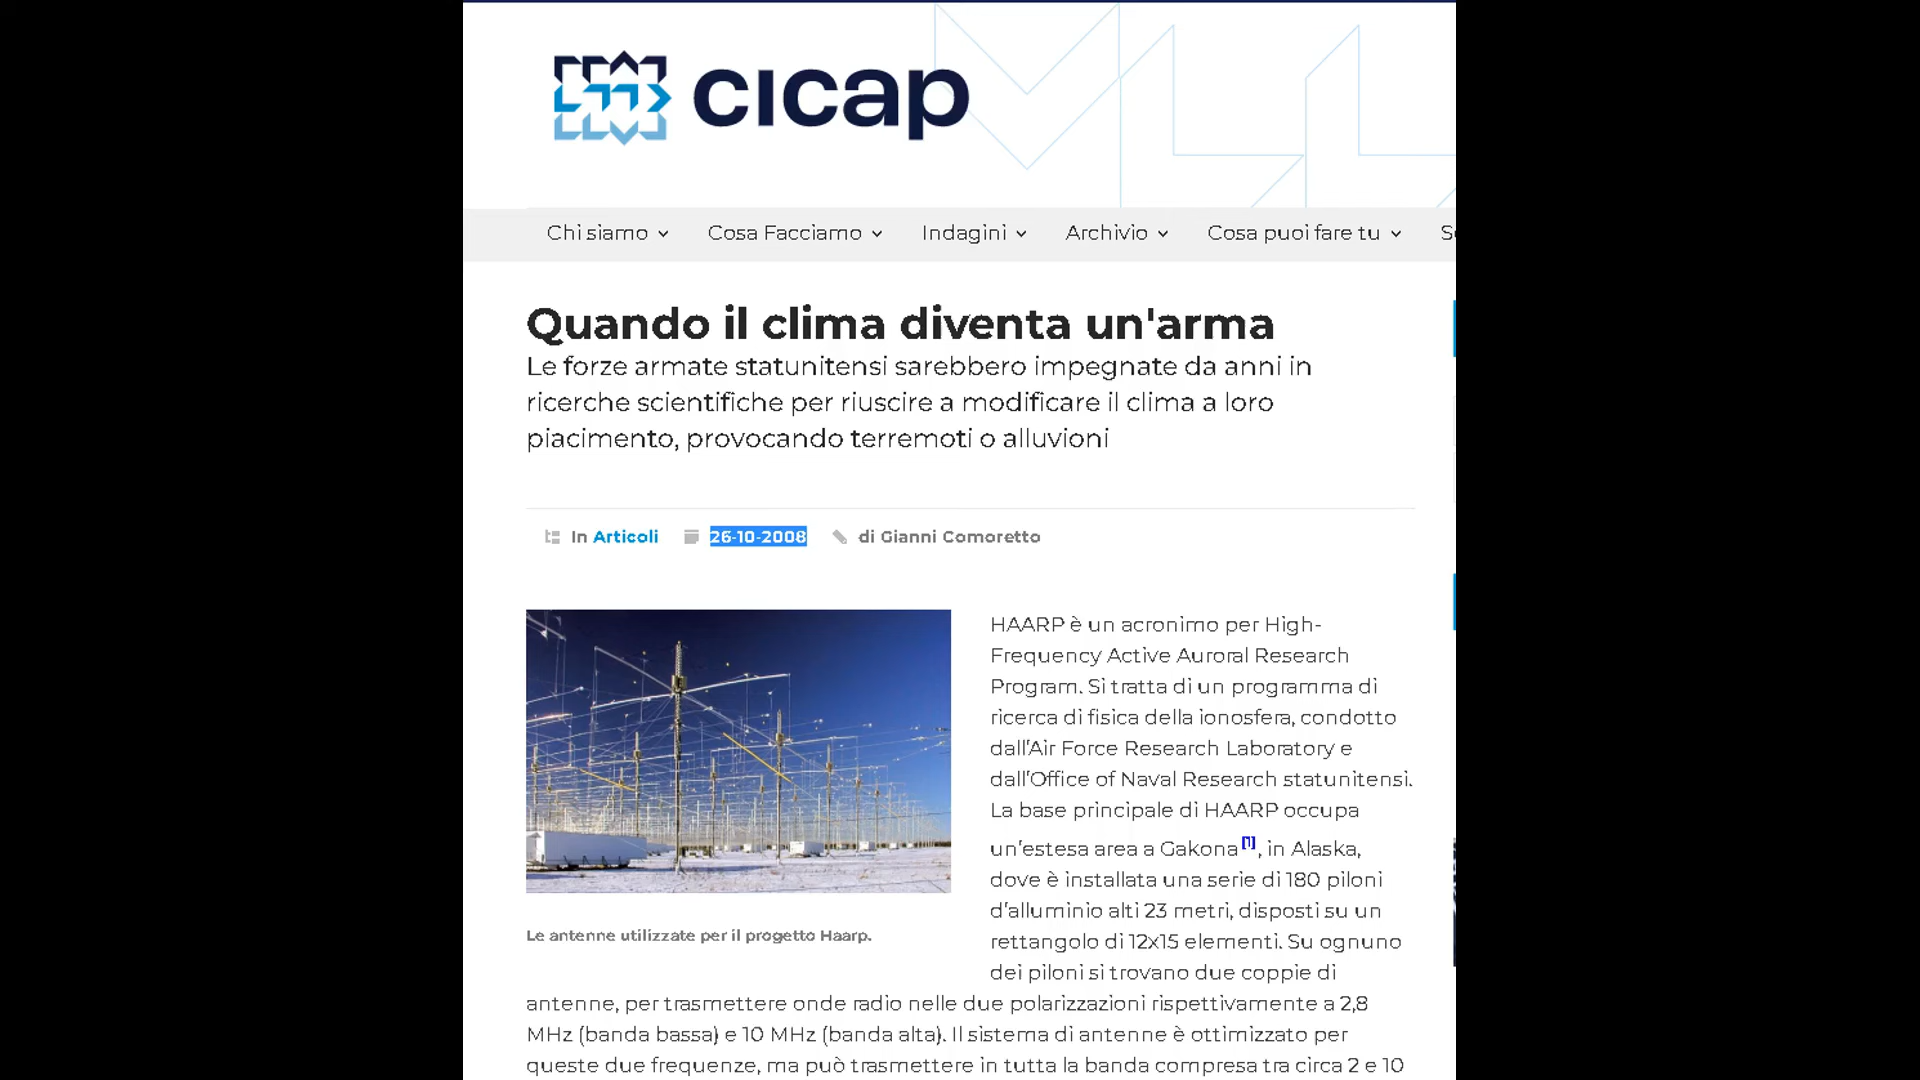 cicap
Chi siamo
Cosa Facciamo
Indagini
Archivio
Cosa puoi fare tu
Quando il clima diventa un'arma
Le forze armate statunitensi sarebbero impegnate da anni in
ricerche scientifiche per riuscire a modificare il clima a loro
piacimento, provocando terremoti o alluvioni
In Articoli 26-10-2008 di Gianni Comoretto
HAARP è un acronimo per High-
Frequency Active Auroral Research
Program. Si tratta di un programma di
ricerca di fisica della ionosfera, condotto
dall'Air Force Research Laboratory e
dall'Office of Naval Research statunitensi.
La base principale di HAARP occupa
un'estesa area a Gakona[1], in Alaska,
dove è installata una serie di 180 piloni
d'alluminio alti 23 metri, disposti su un
rettangolo di 12x15 elementi. Su ognuno
dei piloni si trovano due coppie di
Le antenne utilizzate per il progetto Haarp.
antenne, per trasmettere onde radio nelle due polarizzazioni rispettivamente a 2,8
MHz (banda bassa) e 10 MHz (banda alta). Il sistema di antenne è ottimizzato per
queste due frequenze, ma può trasmettere in tutta la banda compresa tra circa 2 e 10